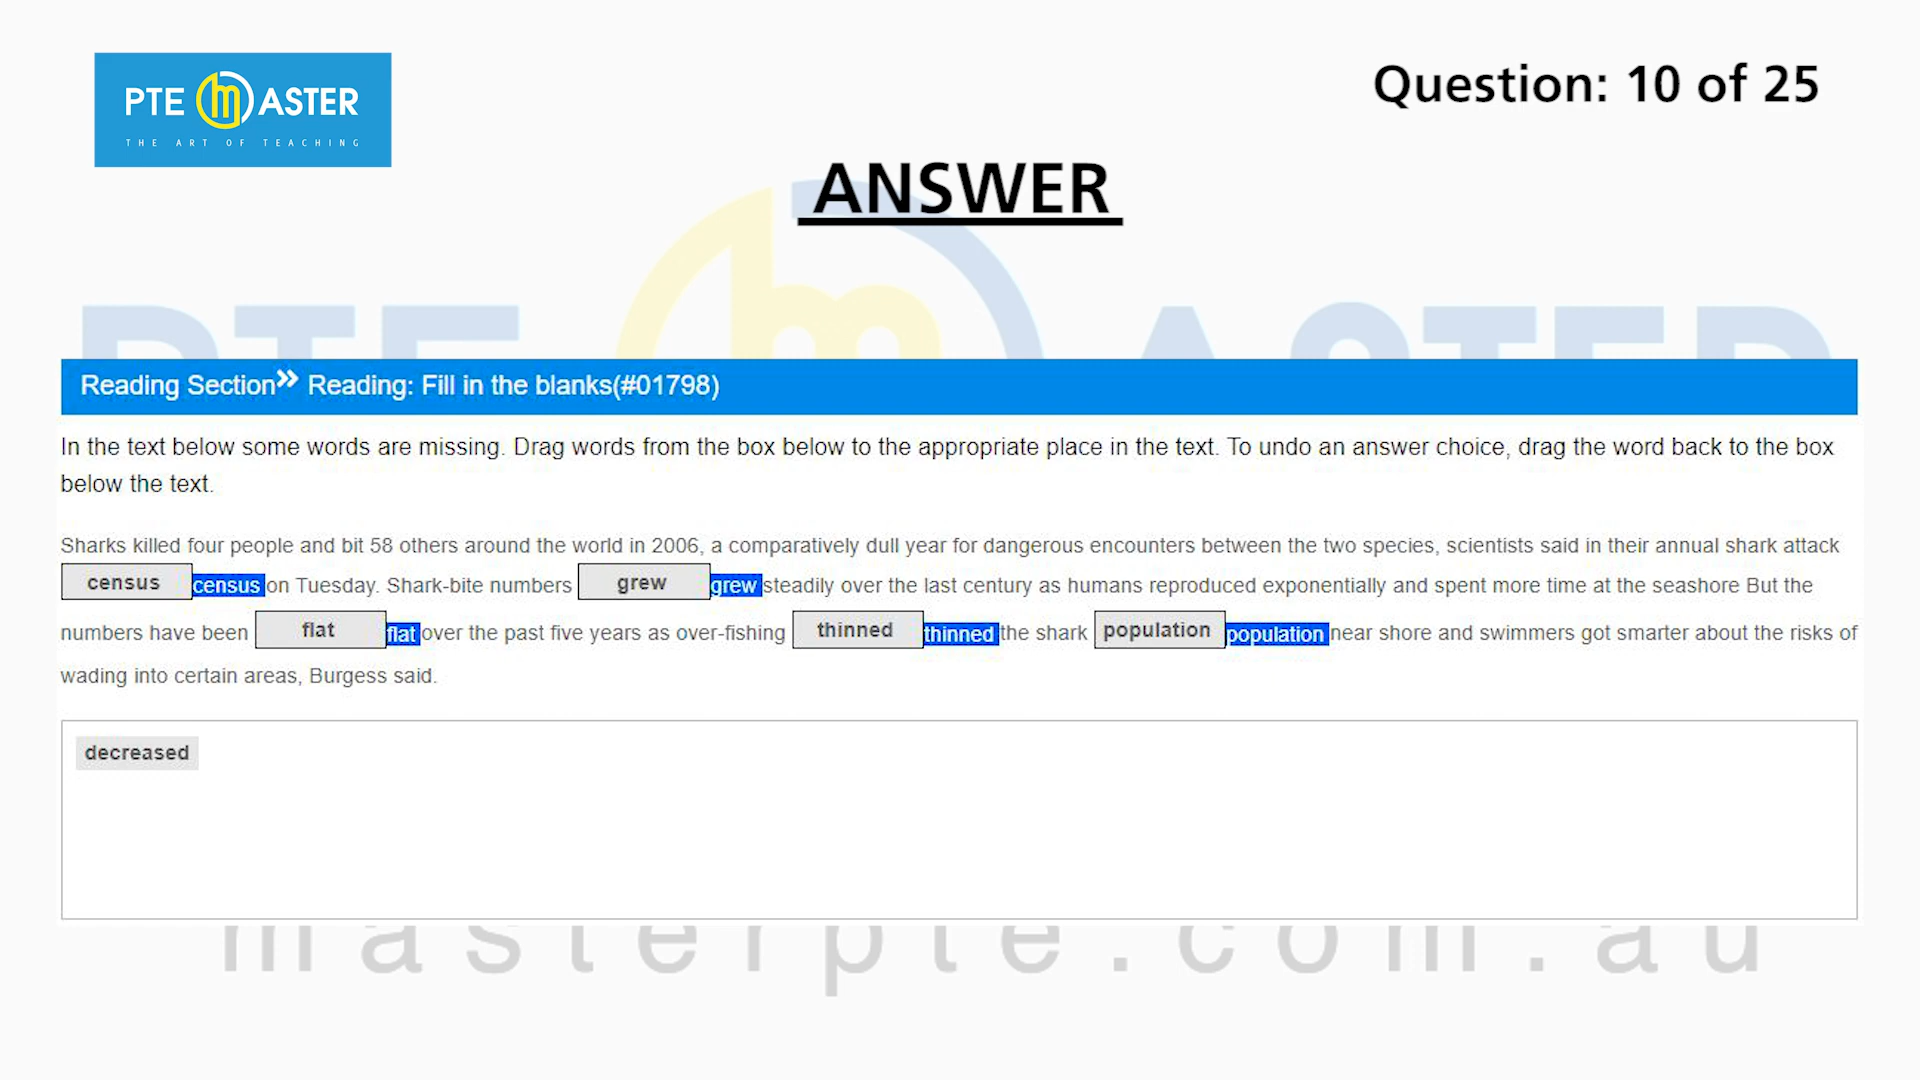 PTE MASTER
THE ART OF TEACHING
Question: 10 of 25
ANSWER
PTE MASTER
Reading Section» Reading: Fill in the blanks(#01798)
In the text below some words are missing. Drag words from the box below to the appropriate place in the text. To undo an answer choice, drag the word back to the box
below the text.
Sharks killed four people and bit 58 others around the world in 2006, a comparatively dull year for dangerous encounters between the two species, scientists said in their annual shark attack
census census on Tuesday. Shark-bite numbers grew grew steadily over the last century as humans reproduced exponentially and spent more time at the seashore But the
numbers have been flat flat over the past five years as over-fishing thinned thinned the shark population population near shore and swimmers got smarter about the risks of
wading into certain areas, Burgess said.
decreased
masterpte.com.au